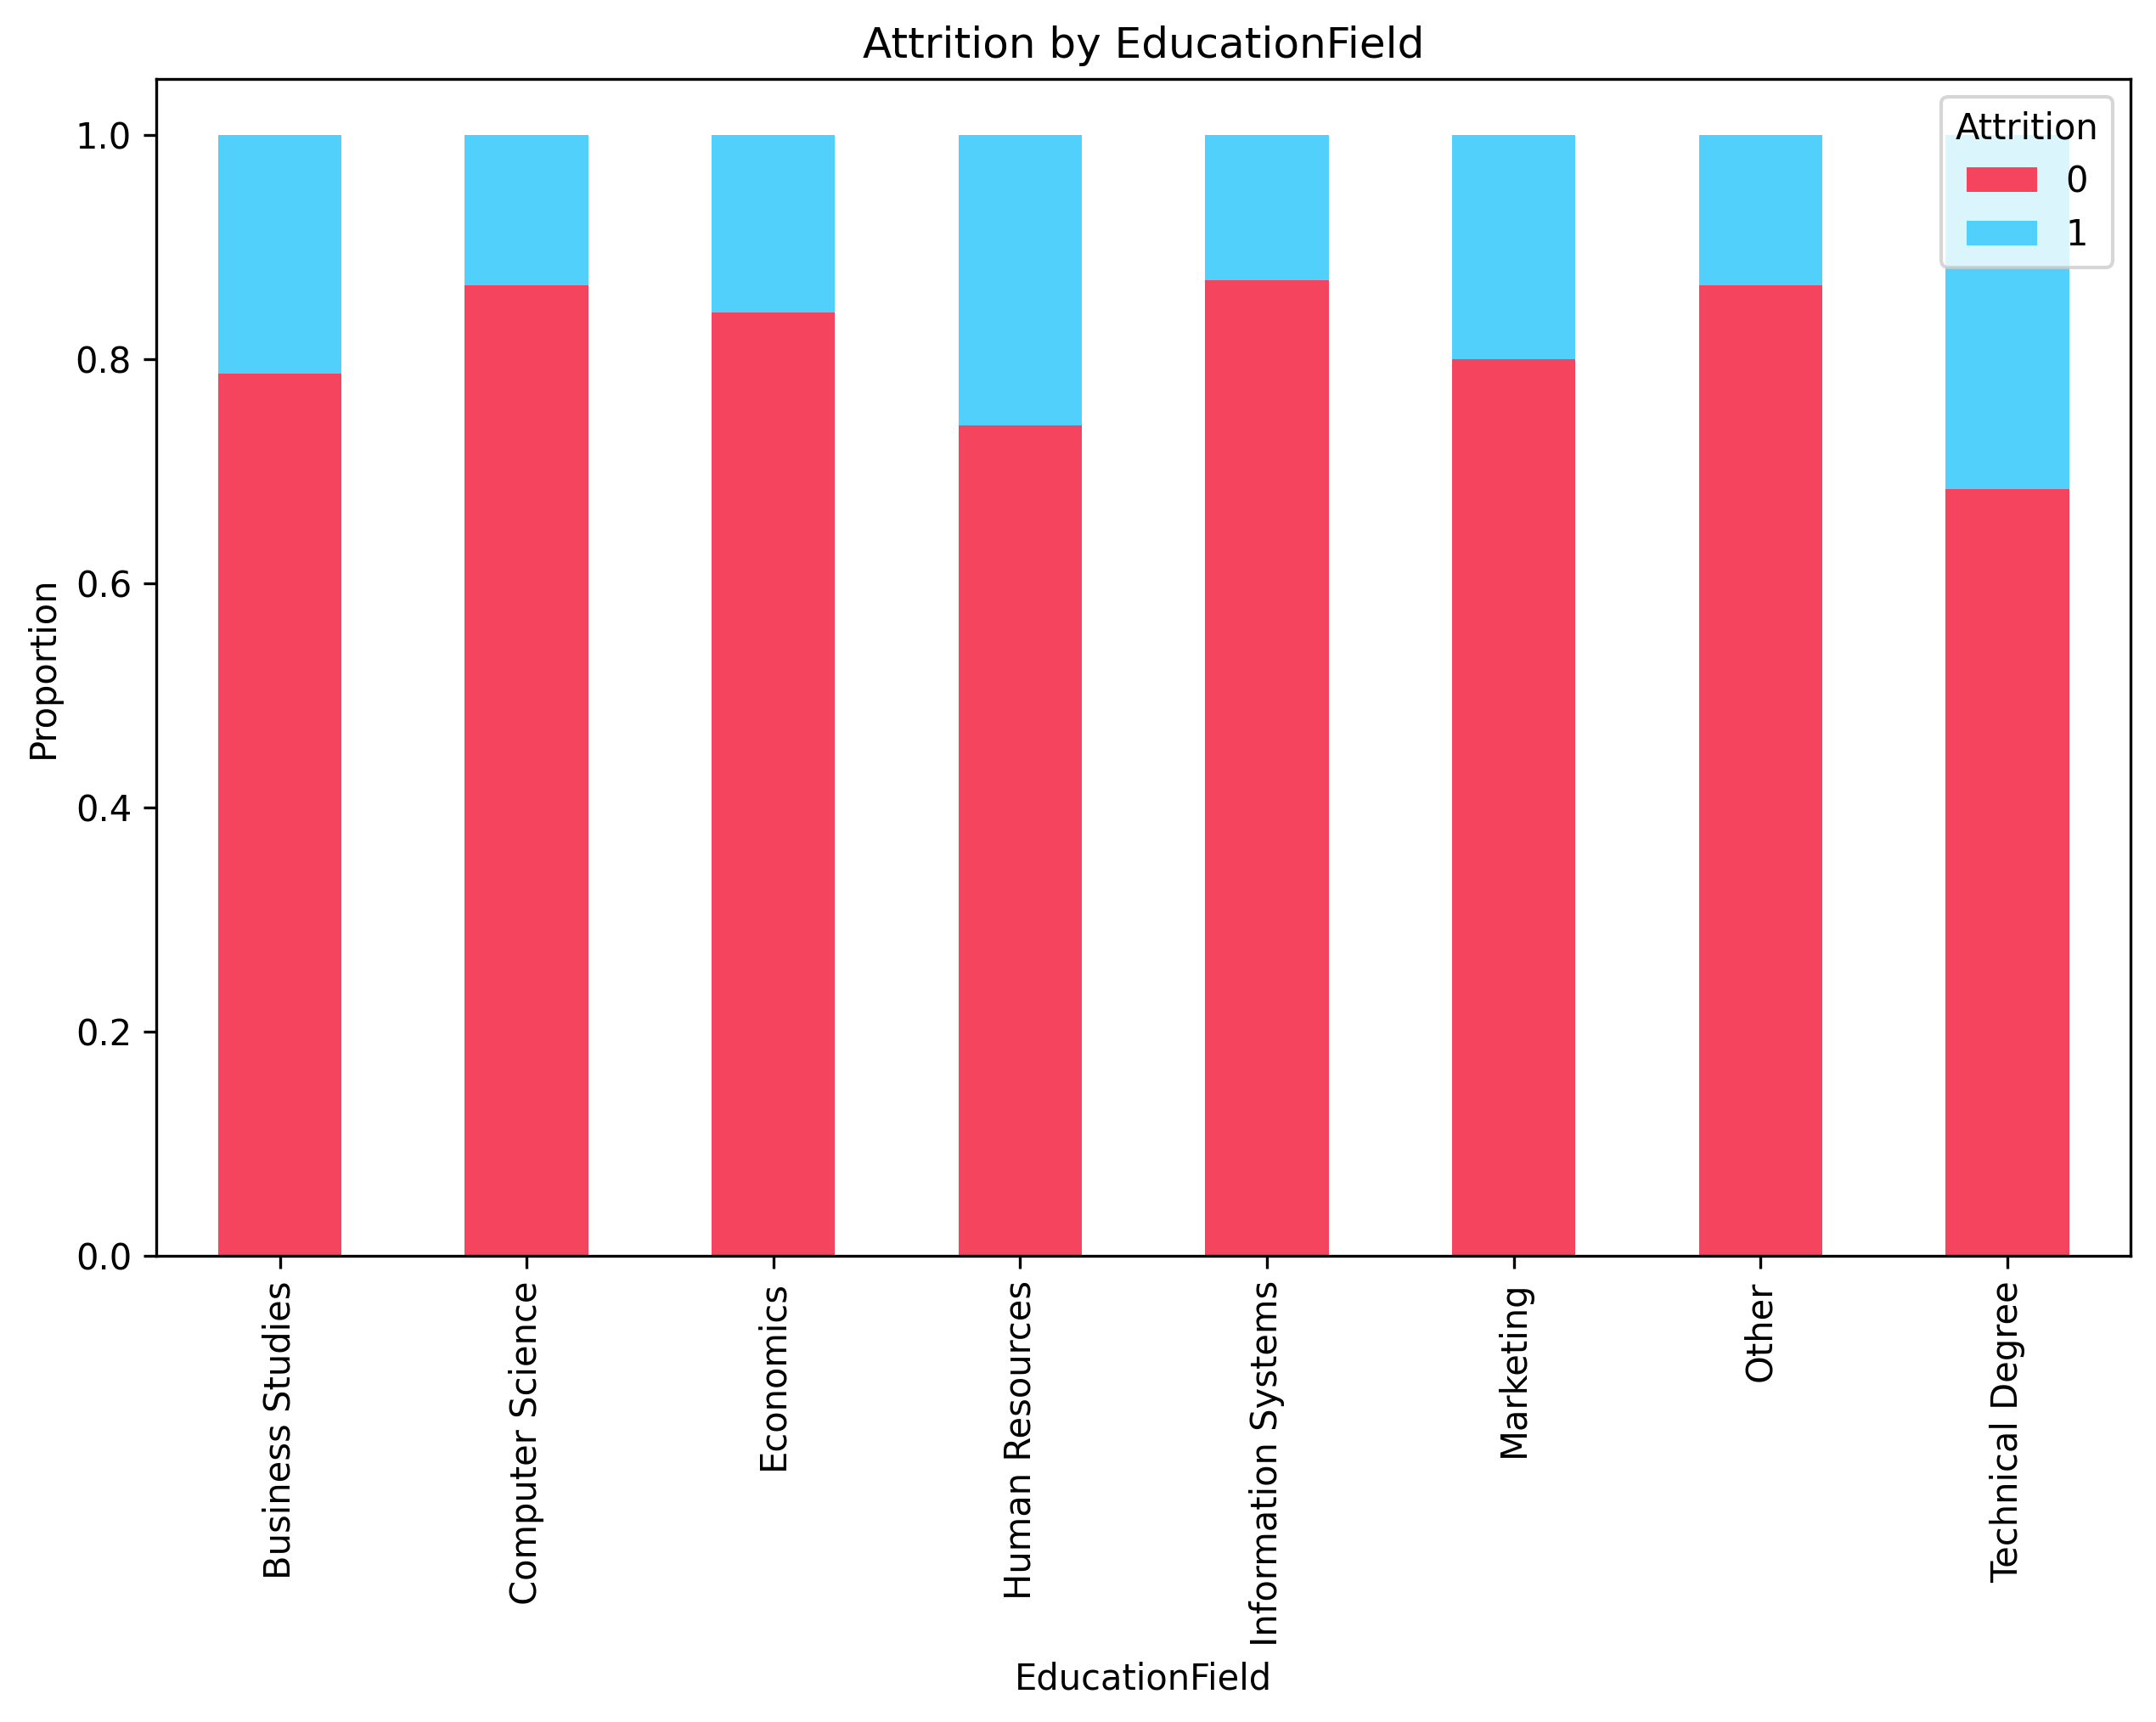 Attrition by EducationField
Attrition
0
1
1.0
0.8
0.6
0.4
0.2
0.0
Proportion
Business Studies
Computer Science
Economics
Human Resources
Information Systems
Marketing
Other
Technical Degree
EducationField